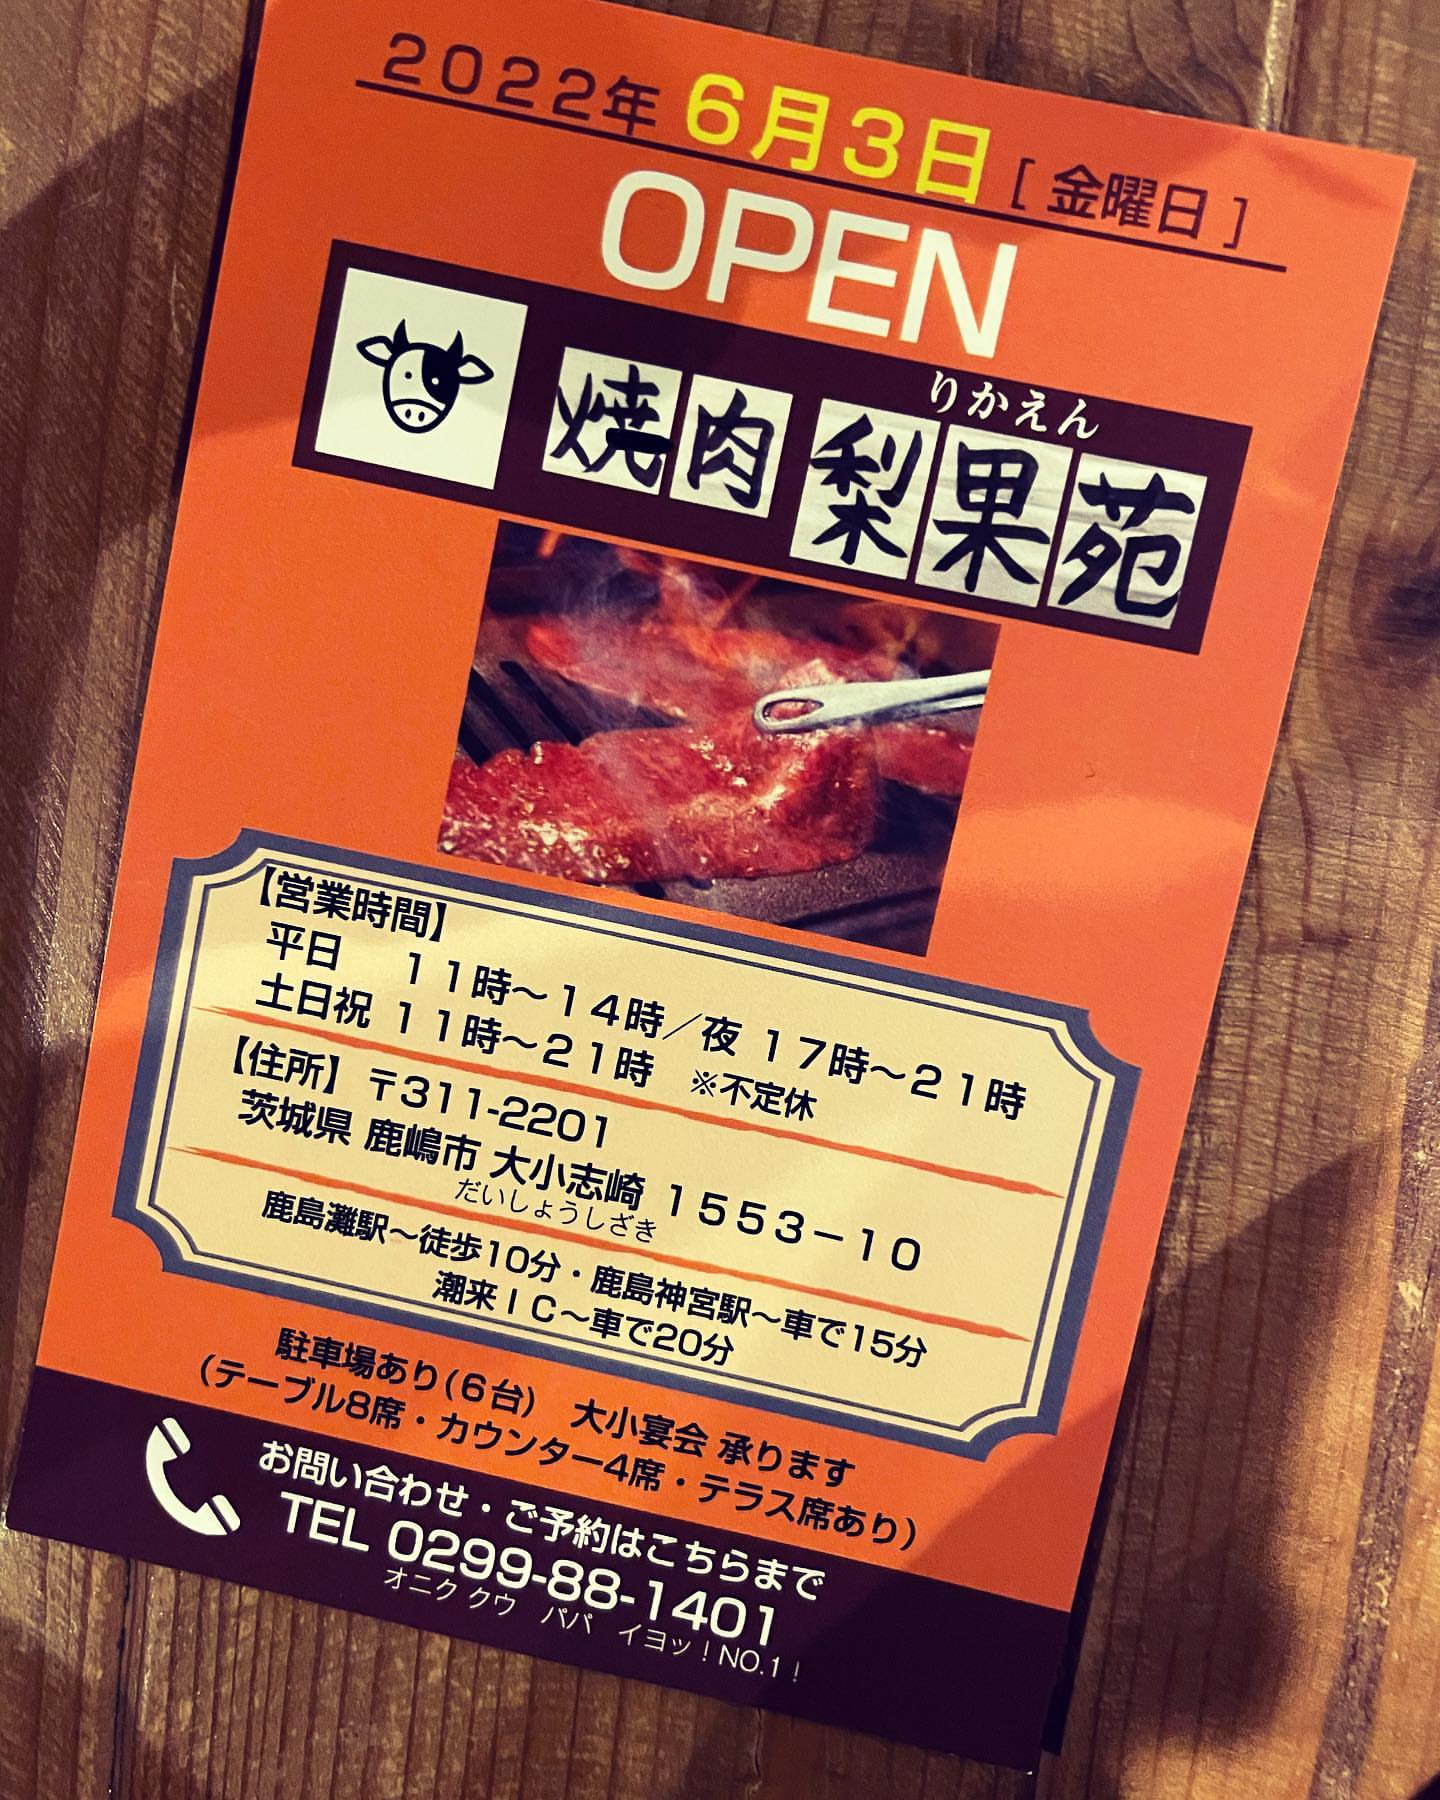 2022年 6月3日 [ 金曜日 ]
OPEN
りかえん
焼肉 梨果苑
【営業時間】
平日 11時～14時／夜 17時～21時
土日祝 11時～21時 ※不定休
【住所】〒311-2201
茨城県 鹿嶋市 大小志崎 1553－10
だいしょうしざき
鹿島灘駅～徒歩10分・鹿島神宮駅～車で15分
潮来ＩＣ～車で20分
駐車場あり(６台) 大小宴会 承ります
（テーブル8席・カウンター4席・テラス席あり）
お問い合わせ・ご予約はこちらまで
TEL 0299-88-1401
オニク クウ パパ イヨッ！NO.1！